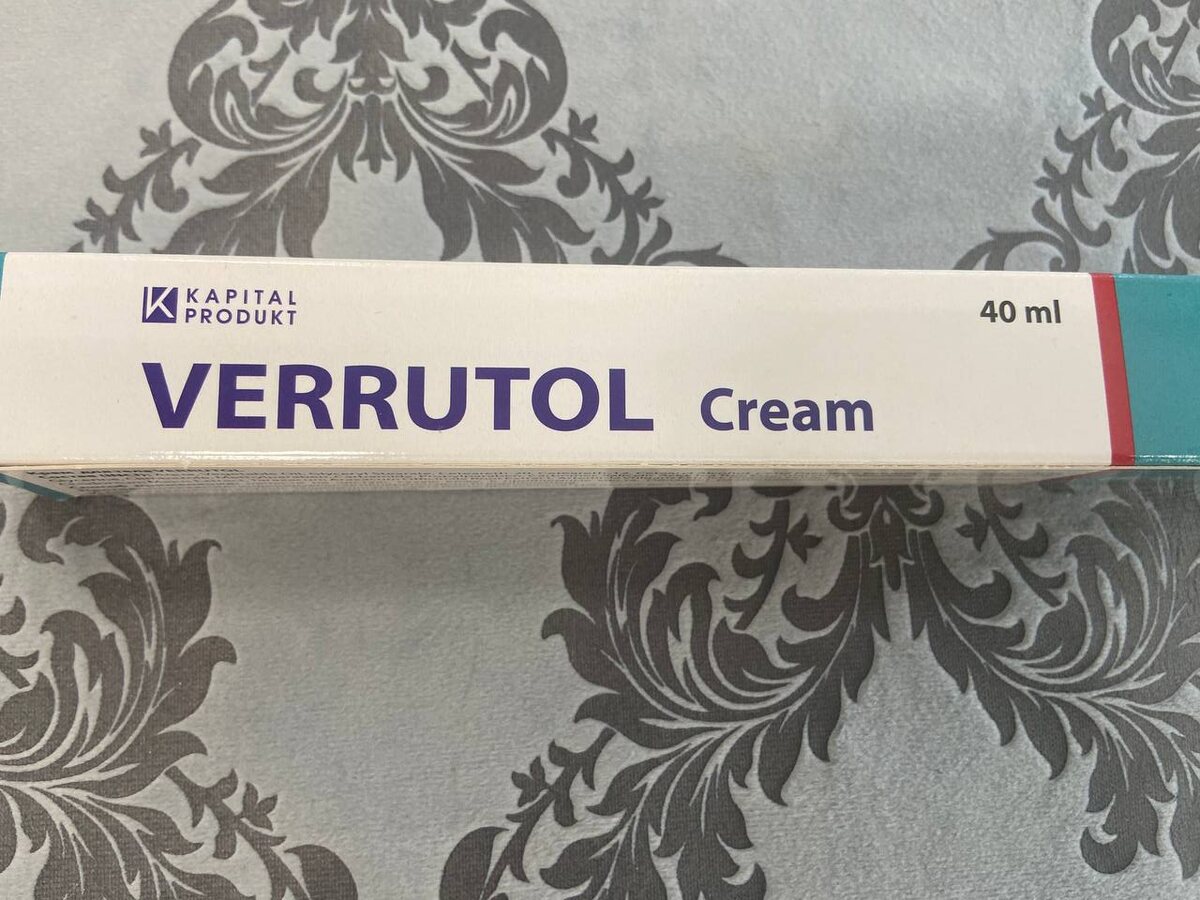 KAPITAL
PRODUKT
40 ml
VERRUTOL Cream